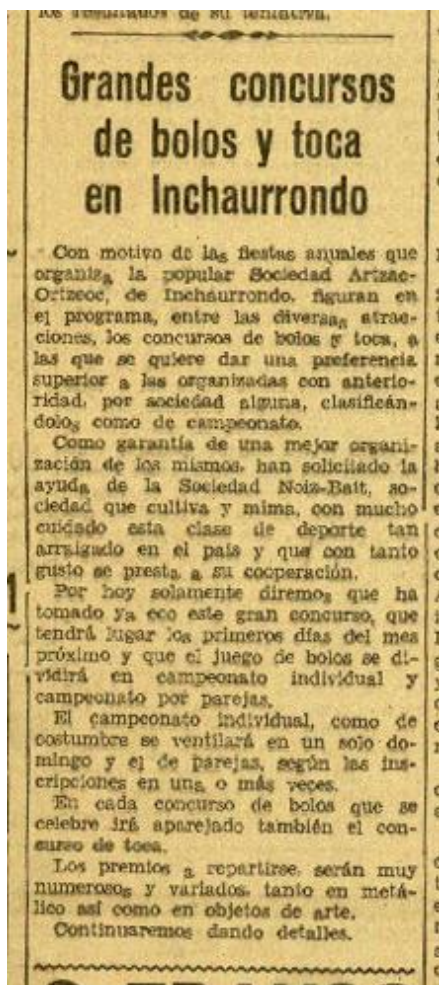 los resultados de su tentativa.
Grandes concursos
de bolos y toca
en Inchaurrondo
Con motivo de las fiestas anuales que
organiza la popular Sociedad Artzac-
Ortzeoc, de Inchaurrondo, figuran en
el programa, entre las diversas atrac-
ciones, los concursos de bolos y toca, a
las que se quiere dar una preferencia
superior a las organizadas con anterio-
ridad, por sociedad alguna, clasificán-
dolos como de campeonato.
Como garantía de una mejor organi-
zación de los mismos, han solicitado la
ayuda de la Sociedad Noiz-Bait, so-
ciedad que cultiva y mima, con mucho
cuidado esta clase de deporte tan
arraigado en el país y que con tanto
gusto se presta a su cooperación.
Por hoy solamente diremos que ha
tomado ya eco este gran concurso, que
tendrá lugar los primeros días del mes
próximo y que el juego de bolos se di-
vidirá en campeonato individual y
campeonato por parejas.
El campeonato individual, como de
costumbre se ventilará en un solo do-
mingo y el de parejas, según las ins-
cripciones en una o más veces.
En cada concurso de bolos que se
celebre irá aparejado también el con-
curso de toca.
Los premios a repartirse, serán muy
numerosos y variados, tanto en metá-
lico así como en objetos de arte.
Continuaremos dando detalles.